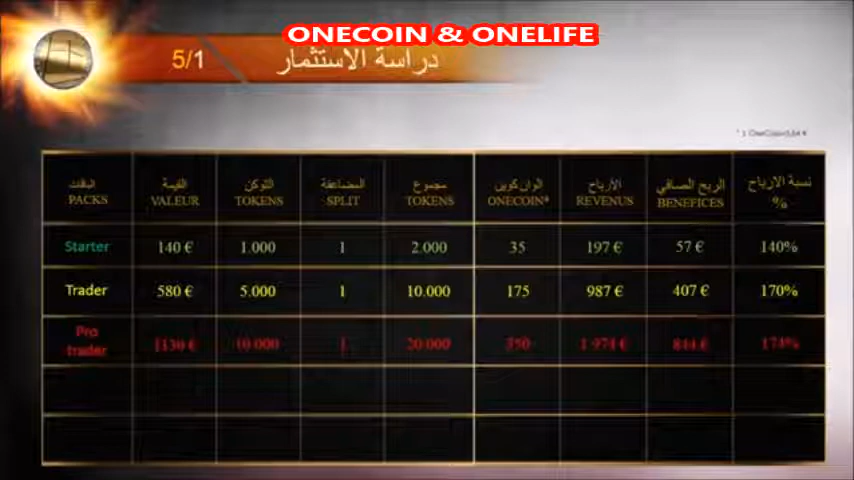 ONECOIN & ONELIFE
5/1
دراسة الاستثمار
الباقات القيمة التوكن المضاعفة مجموع الوان كوين الأرباح الربح الصافي نسبة الارباح
PACKS VALEUR TOKENS SPLIT TOKENS ONECOIN* REVENUS BENEFICES %
Starter 140 € 1.000 1 2.000 35 197 € 57 € 140%
Trader 580 € 5.000 1 10.000 175 987 € 407 € 170%
Pro
trader 1130 € 10.000 1 20.000 350 1 974 € 844 € 174%